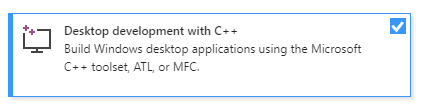 Desktop development with C++
Build Windows desktop applications using the Microsoft
C++ toolset, ATL, or MFC.